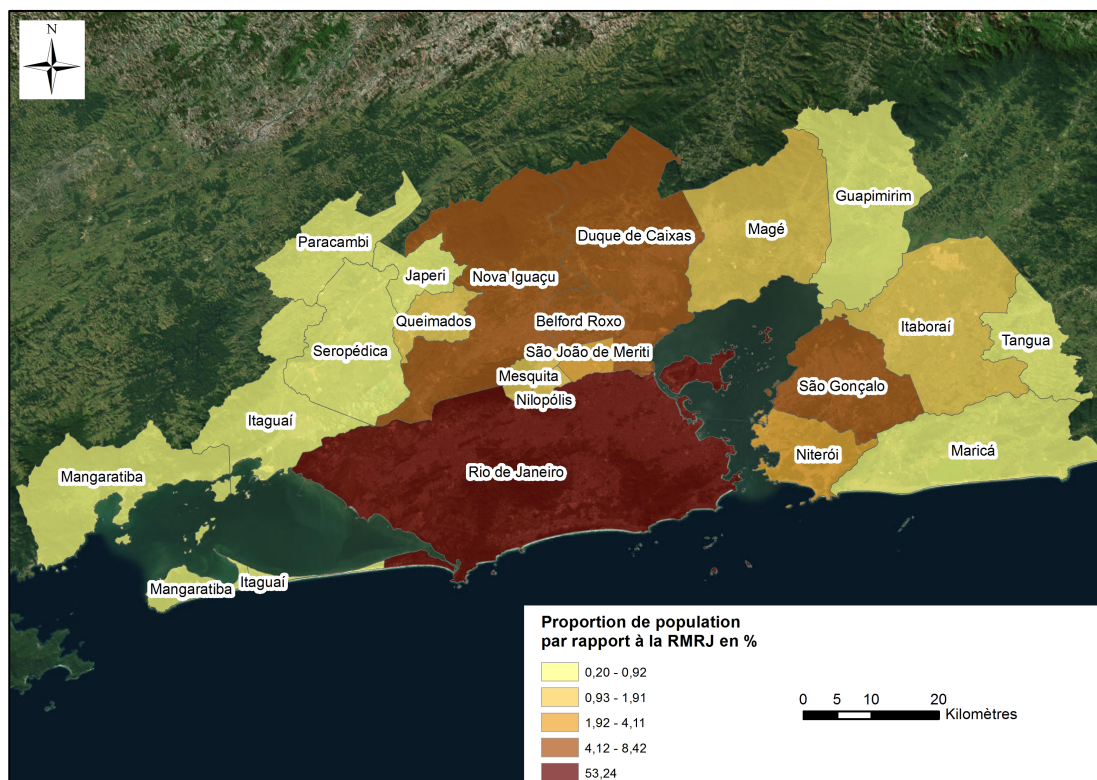 N
Guapimirim
Paracambi
Magé
Duque de Caixas
Japeri
Nova Iguaçu
Queimados
Belford Roxo
Itaboraí
Tangua
Seropédica
São João de Meriti
Mesquita
São Gonçalo
Nilopólis
Itaguaí
Niterói
Maricá
Rio de Janeiro
Mangaratiba
Itaguaí
Mangaratiba
Proportion de population
par rapport à la RMRJ en %
0,20 - 0,92
0,93 - 1,91
1,92 - 4,11
4,12 - 8,42
53,24
0 5 10 20
Kilomètres